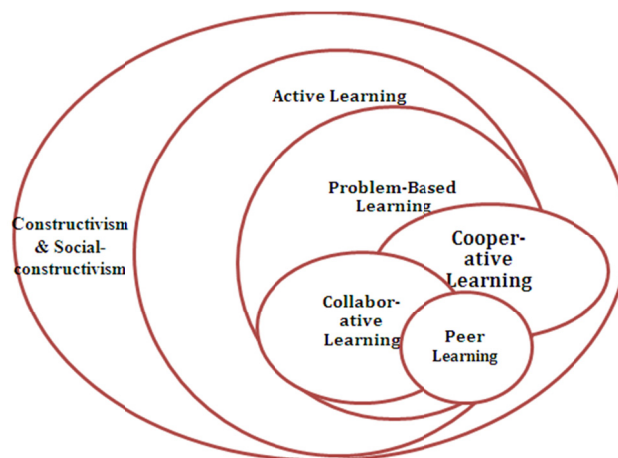 Active Learning
Problem-Based
Learning
Constructivism
& Social-
constructivism
Cooper-
ative
Learning
Collabor-
ative
Learning
Peer
Learning